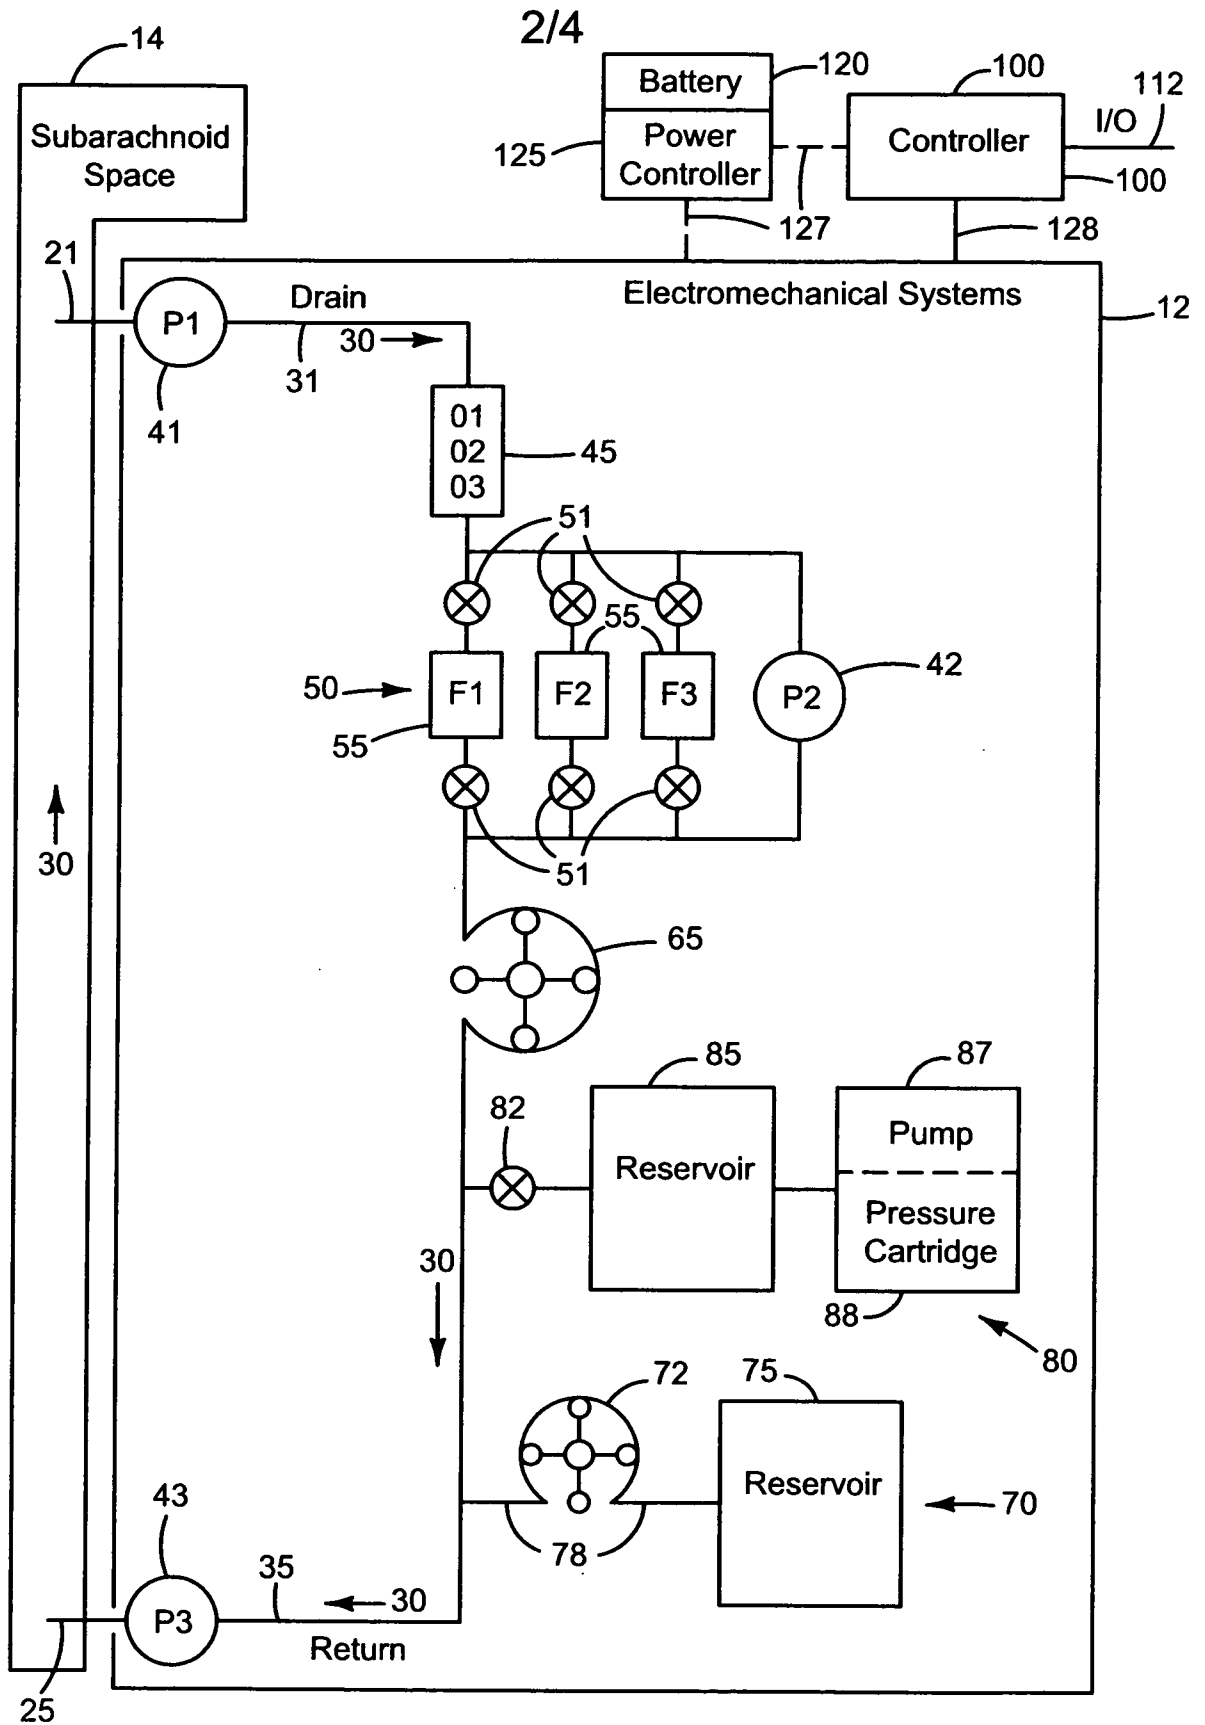 2/4
14
Subarachnoid
Space
Battery
120
Power
Controller
125
127
100
Controller
I/O
112
100
128
Electromechanical Systems
12
21
P1
41
Drain
30
31
01
02
03
45
51
50
F1
F2
F3
55
55
P2
42
51
30
65
82
85
Reservoir
87
Pump
Pressure
Cartridge
88
80
30
72
75
Reservoir
70
78
43
P3
35
30
Return
25